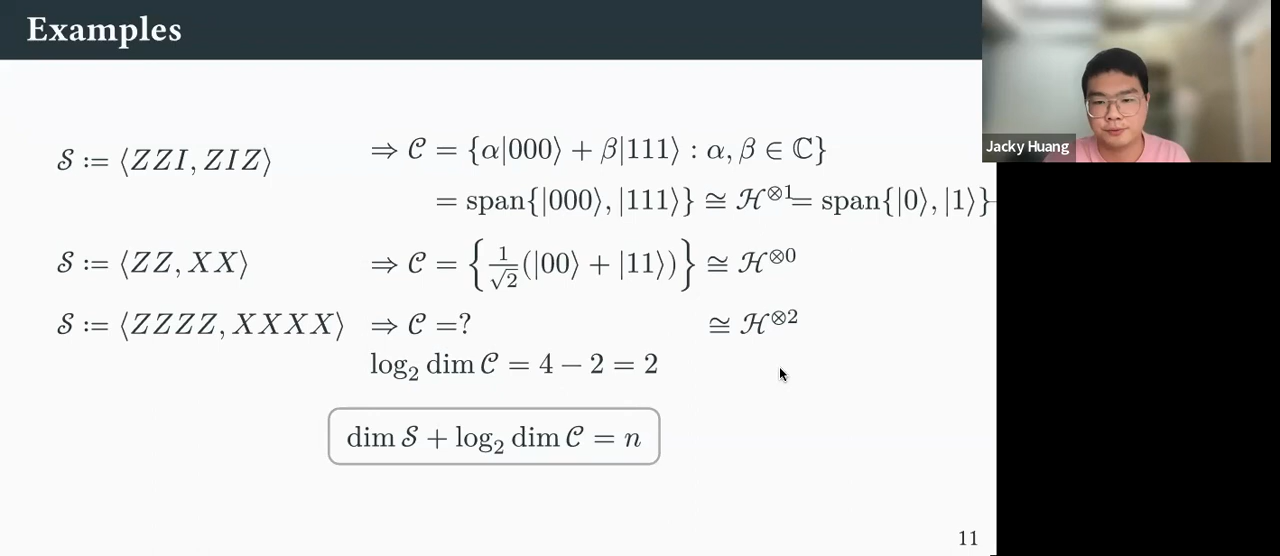 Examples
Jacky Huang
𝒮 := ⟨ZZI, ZIZ⟩ ⇒ 𝒞 = {α|000⟩ + β|111⟩ : α, β ∈ ℂ}
= span{|000⟩, |111⟩} ≅ ℋ^⊗1 = span{|0⟩, |1⟩}
𝒮 := ⟨ZZ, XX⟩ ⇒ 𝒞 = {1/√2(|00⟩ + |11⟩)} ≅ ℋ^⊗0
𝒮 := ⟨ZZZZ, XXXX⟩ ⇒ 𝒞 =? ≅ ℋ^⊗2
log₂ dim 𝒞 = 4 − 2 = 2
dim 𝒮 + log₂ dim 𝒞 = n
11